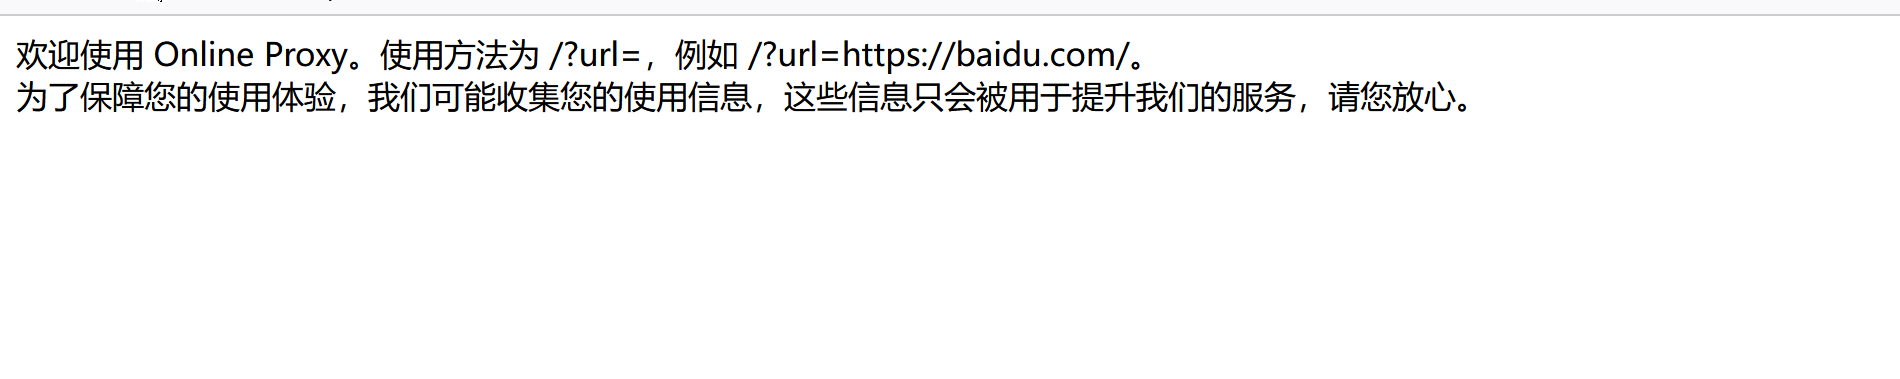 欢迎使用 Online Proxy。使用方法为 /?url=，例如 /?url=https://baidu.com/。
为了保障您的使用体验，我们可能收集您的使用信息，这些信息只会被用于提升我们的服务，请您放心。